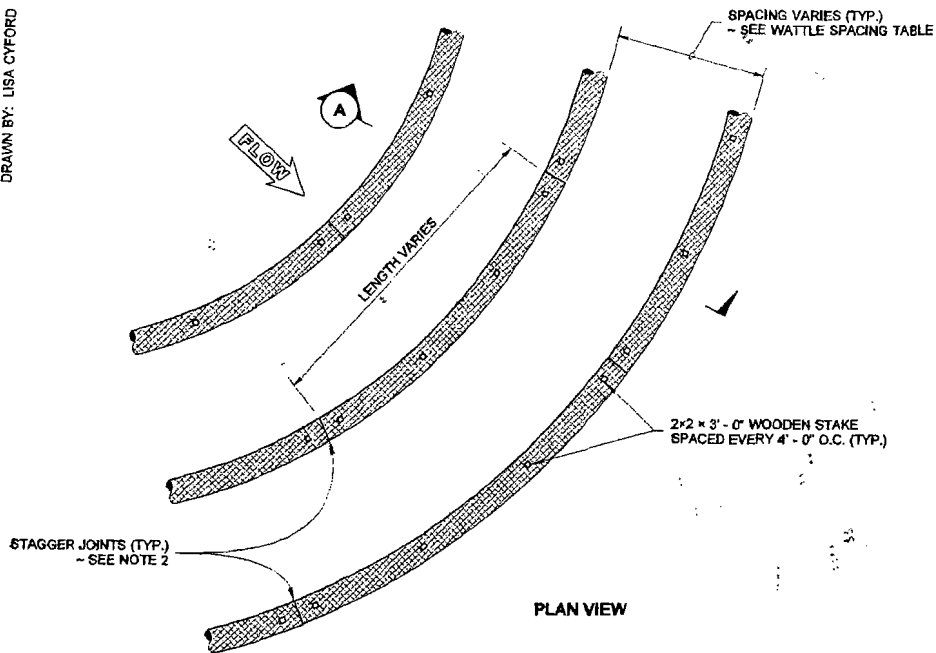 DRAWN BY: LISA CYFORD
SPACING VARIES (TYP.)
~ SEE WATTLE SPACING TABLE
A
FLOW
LENGTH VARIES
2×2 × 3' - 0" WOODEN STAKE
SPACED EVERY 4' - 0" O.C. (TYP.)
STAGGER JOINTS (TYP.)
~ SEE NOTE 2
PLAN VIEW